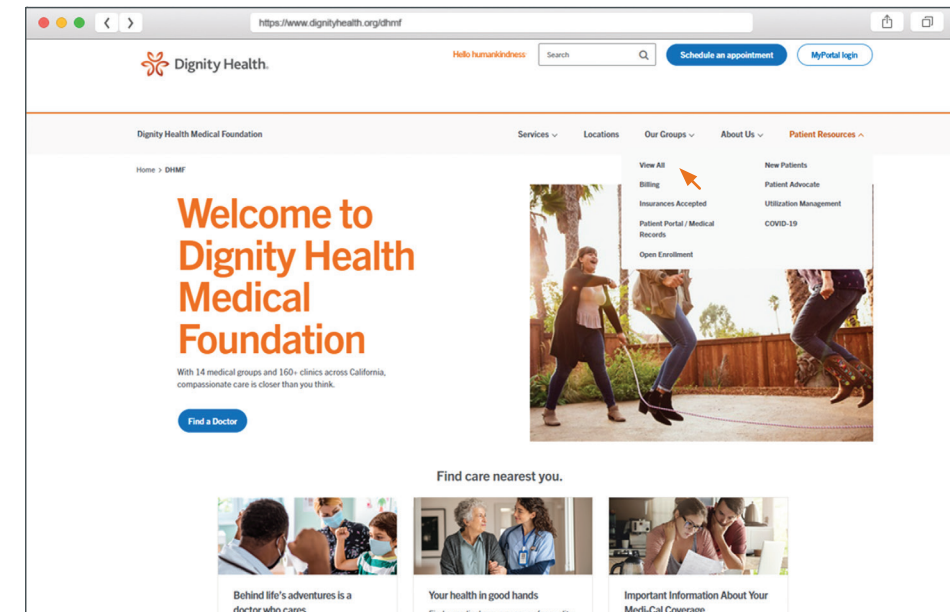 https://www.dignityhealth.org/dhmf
Dignity Health.
Hello humankindness
Search
Schedule an appointment
MyPortal login
Dignity Health Medical Foundation
Services
Locations
Our Groups
About Us
Patient Resources
Home > DHMF
View All
Billing
Insurances Accepted
Patient Portal / Medical
Records
Open Enrollment
New Patients
Patient Advocate
Utilization Management
COVID-19
Welcome to
Dignity Health
Medical
Foundation
With 14 medical groups and 160+ clinics across California,
compassionate care is closer than you think.
Find a Doctor
Find care nearest you.
Behind life's adventures is a
doctor who cares
Your health in good hands
Important Information About Your
Medi-Cal Coverage